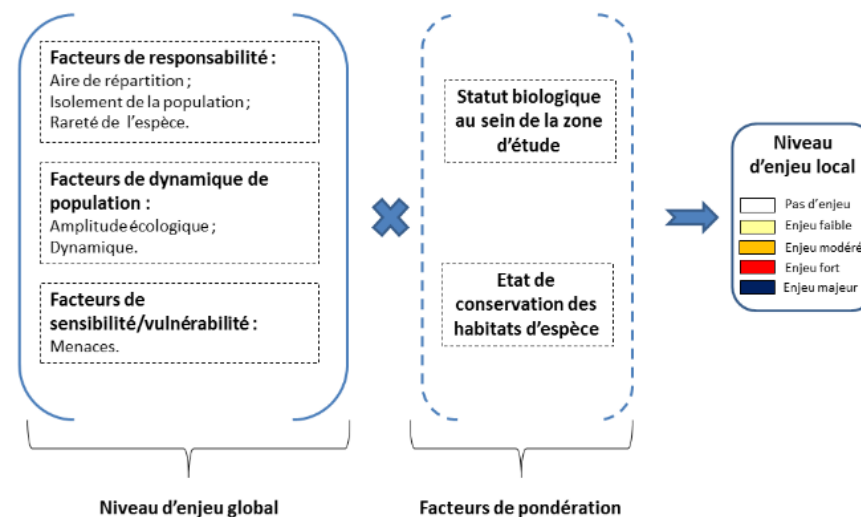 Facteurs de responsabilité :
Aire de répartition ;
Isolement de la population ;
Rareté de l'espèce.
Facteurs de dynamique de
population :
Amplitude écologique ;
Dynamique.
Facteurs de
sensibilité/vulnérabilité :
Menaces.
Niveau d'enjeu global
Statut biologique
au sein de la zone
d'étude
Etat de
conservation des
habitats d'espèce
Facteurs de pondération
Niveau
d'enjeu local
Pas d'enjeu
Enjeu faible
Enjeu modéré
Enjeu fort
Enjeu majeur